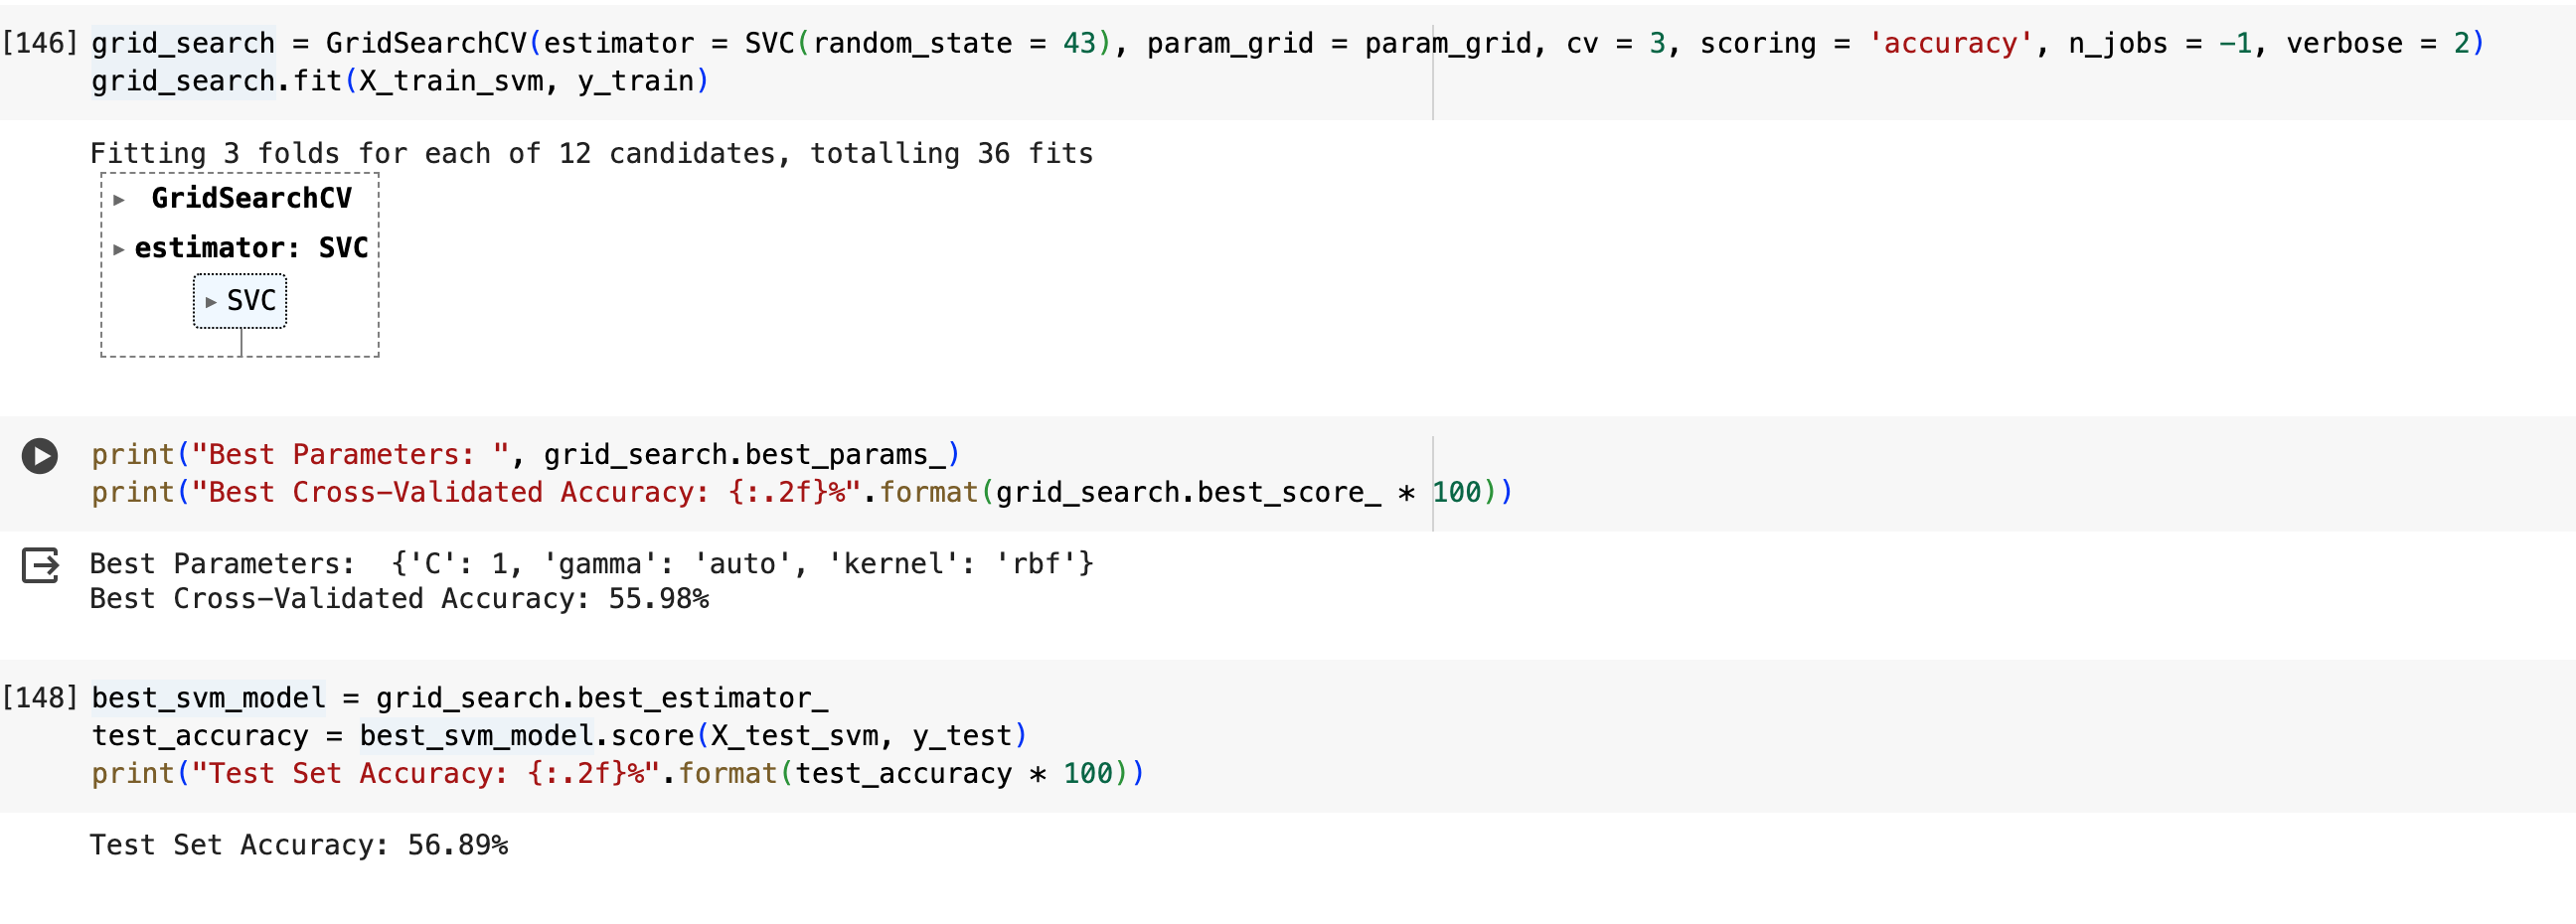 [146] grid_search = GridSearchCV(estimator = SVC(random_state = 43), param_grid = param_grid, cv = 3, scoring = 'accuracy', n_jobs = -1, verbose = 2)
grid_search.fit(X_train_svm, y_train)
Fitting 3 folds for each of 12 candidates, totalling 36 fits
▸ GridSearchCV
▸ estimator: SVC
▸ SVC
print("Best Parameters: ", grid_search.best_params_)
print("Best Cross-Validated Accuracy: {:.2f}%".format(grid_search.best_score_ * 100))
Best Parameters:  {'C': 1, 'gamma': 'auto', 'kernel': 'rbf'}
Best Cross-Validated Accuracy: 55.98%
[148] best_svm_model = grid_search.best_estimator_
test_accuracy = best_svm_model.score(X_test_svm, y_test)
print("Test Set Accuracy: {:.2f}%".format(test_accuracy * 100))
Test Set Accuracy: 56.89%